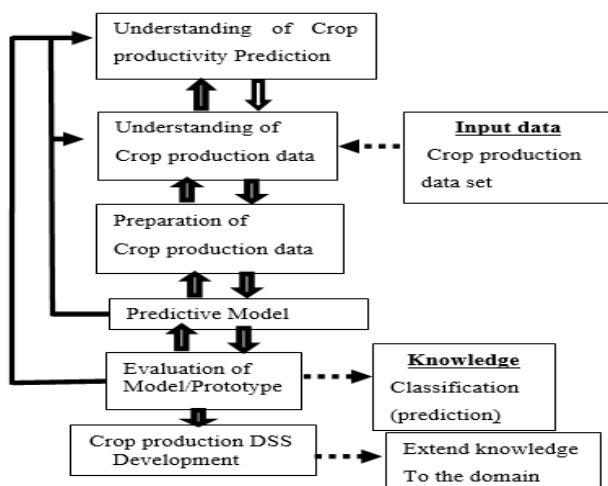 Understanding of Crop
productivity Prediction
Understanding of
Crop production data
Input data
Crop production
data set
Preparation of
Crop production data
Predictive Model
Evaluation of
Model/Prototype
Knowledge
Classification
(prediction)
Crop production DSS
Development
Extend knowledge
To the domain